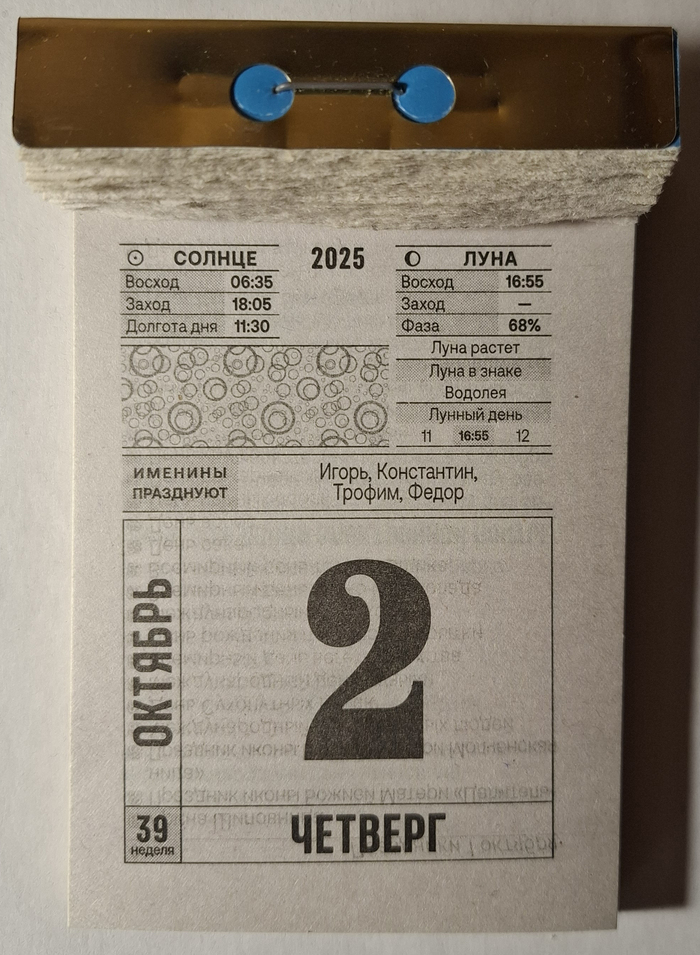 СОЛНЦЕ
Восход 06:35
Заход 18:05
Долгота дня 11:30
2025
ЛУНА
Восход 16:55
Заход —
Фаза 68%
Луна растет
Луна в знаке
Водолея
Лунный день
11 16:55 12
ИМЕНИНЫ
ПРАЗДНУЮТ
Игорь, Константин,
Трофим, Федор
ОКТЯБРЬ
2
39
неделя
ЧЕТВЕРГ